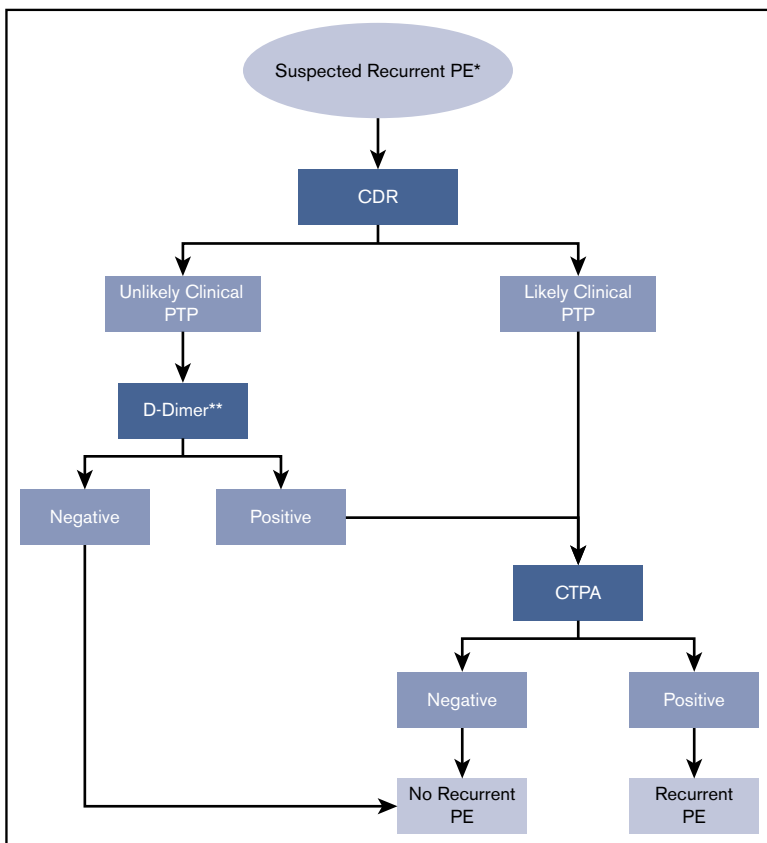 Suspected Recurrent PE*
CDR
Unlikely Clinical
PTP
Likely Clinical
PTP
D-Dimer**
Negative
Positive
CTPA
Negative
Positive
No Recurrent
PE
Recurrent
PE